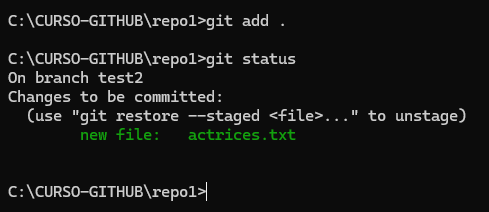 C:\CURSO-GITHUB\repo1>git add .
C:\CURSO-GITHUB\repo1>git status
On branch test2
Changes to be committed:
  (use "git restore --staged <file>..." to unstage)
        new file:   actrices.txt
C:\CURSO-GITHUB\repo1>